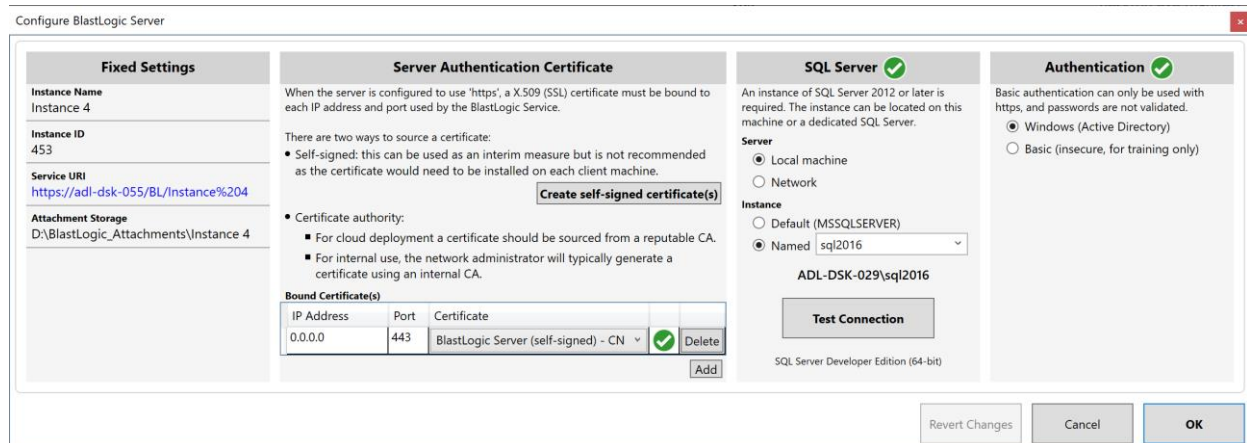 Configure BlastLogic Server
Fixed Settings
Instance Name
Instance 4
Instance ID
453
Service URI
https://adl-dsk-055/BL/Instance%204
Attachment Storage
D:\BlastLogic_Attachments\Instance 4
Server Authentication Certificate
When the server is configured to use 'https', a X.509 (SSL) certificate must be bound to
each IP address and port used by the BlastLogic Service.
There are two ways to source a certificate:
• Self-signed: this can be used as an interim measure but is not recommended
as the certificate would need to be installed on each client machine.
Create self-signed certificate(s)
• Certificate authority:
▪ For cloud deployment a certificate should be sourced from a reputable CA.
▪ For internal use, the network administrator will typically generate a
certificate using an internal CA.
Bound Certificate(s)
IP Address Port Certificate
0.0.0.0 443 BlastLogic Server (self-signed) - CN Delete
Add
SQL Server
An instance of SQL Server 2012 or later is
required. The instance can be located on this
machine or a dedicated SQL Server.
Server
Local machine
Network
Instance
Default (MSSQLSERVER)
Named sql2016
ADL-DSK-029\sql2016
Test Connection
SQL Server Developer Edition (64-bit)
Authentication
Basic authentication can only be used with
https, and passwords are not validated.
Windows (Active Directory)
Basic (insecure, for training only)
Revert Changes Cancel OK